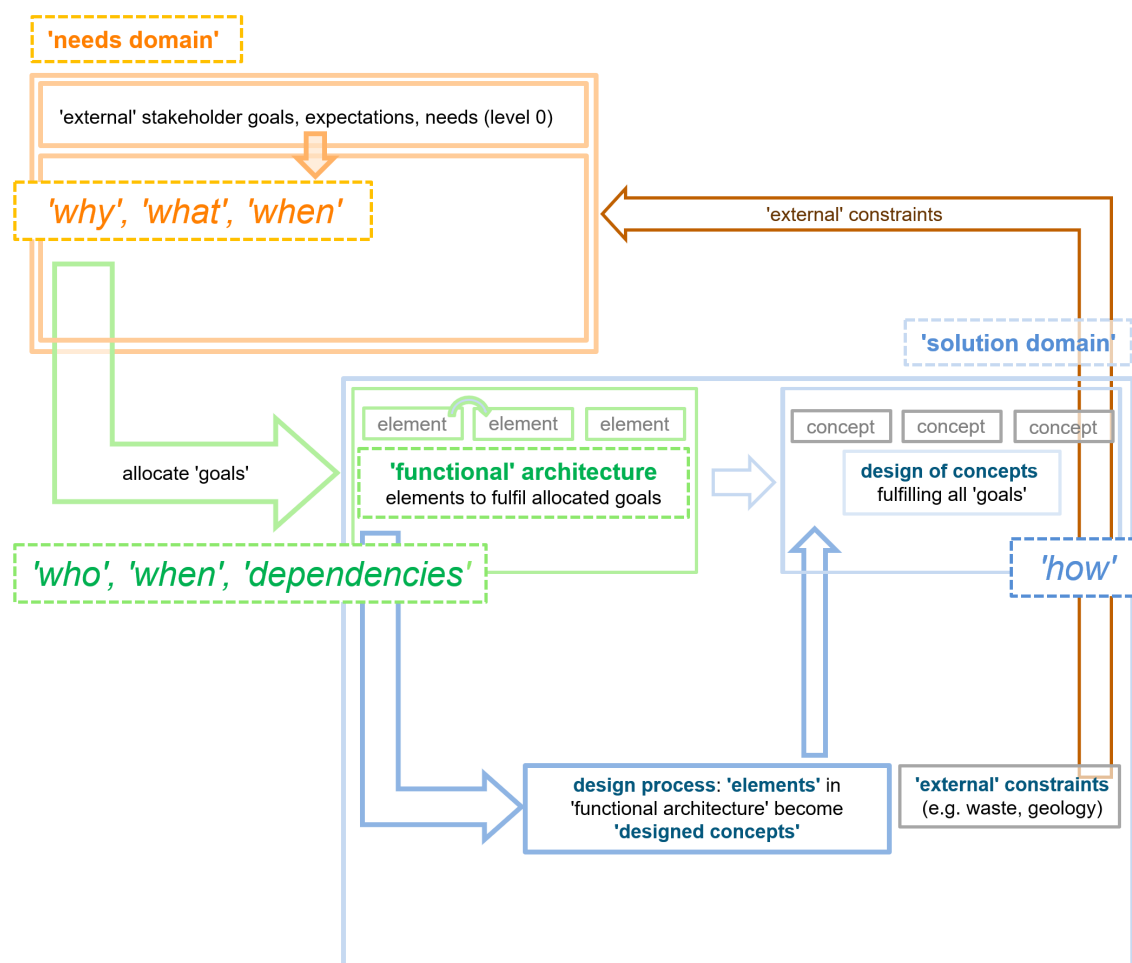 'needs domain'
'external' stakeholder goals, expectations, needs (level 0)
'why', 'what', 'when'
'external' constraints
'solution domain'
element
element
element
concept
concept
concept
'functional' architecture
elements to fulfil allocated goals
design of concepts
fulfilling all 'goals'
allocate 'goals'
'who', 'when', 'dependencies'
'how'
design process: 'elements' in
'functional architecture' become
'designed concepts'
'external' constraints
(e.g. waste, geology)